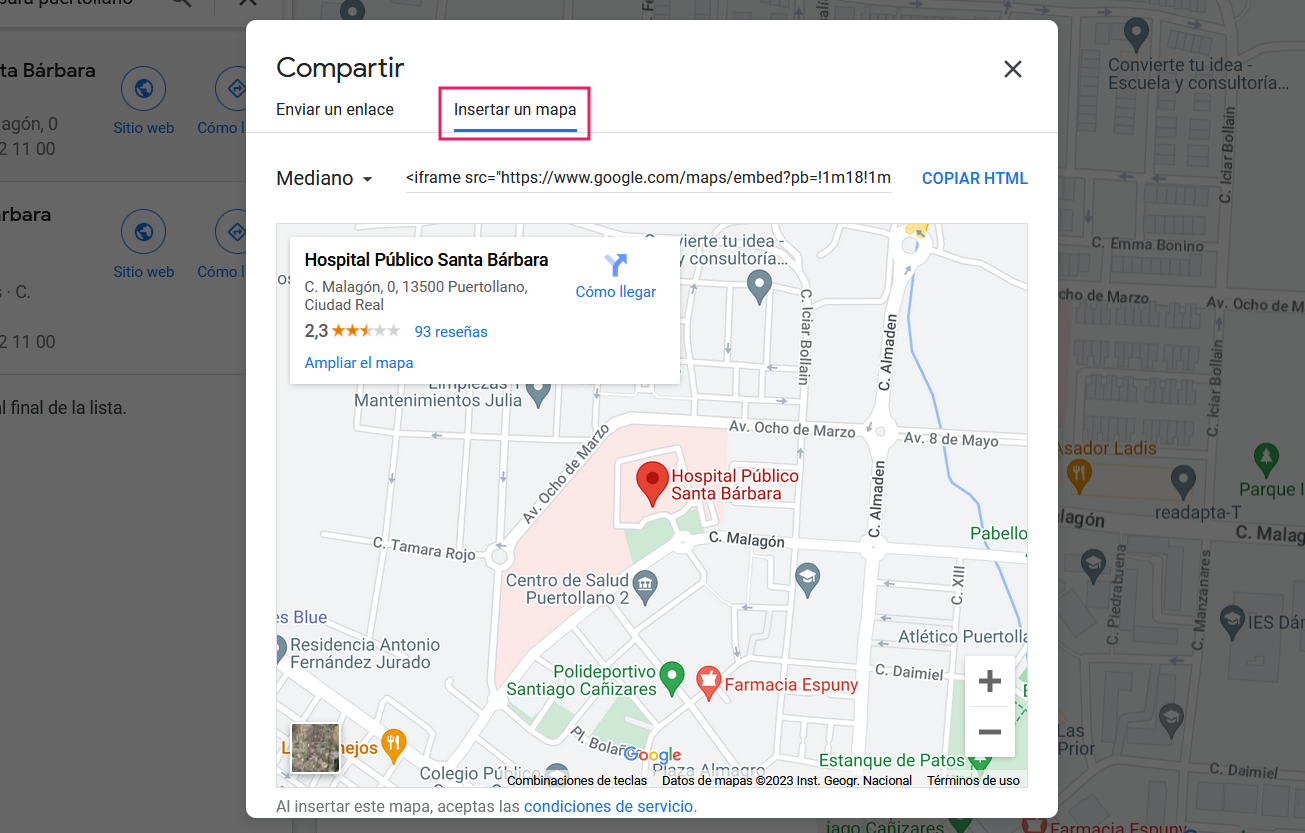 para puertollano
ta Bárbara
agón, 0
2 11 00
Sitio web
Cómo l
rbara
Sitio web
Cómo l
s · C.
2 11 00
l final de la lista.
Compartir
Enviar un enlace
Insertar un mapa
Mediano
<iframe src="https://www.google.com/maps/embed?pb=!1m18!1m
COPIAR HTML
Hospital Público Santa Bárbara
C. Malagón, 0, 13500 Puertollano,
Ciudad Real
2,3
93 reseñas
Ampliar el mapa
Cómo llegar
vierte tu idea -
y consultoría...
C. Iciar Bollain
C. Almaden
Limpiezas
Mantenimientos Julia
Av. Ocho de Marzo
Av. 8 de Mayo
Av. Ocho de Marzo
Hospital Público
Santa Bárbara
C. Almaden
C. Malagón
Pabello
C. Tamara Rojo
Centro de Salud
Puertollano 2
C. XIII
es Blue
Residencia Antonio
Fernández Jurado
Atlético Puertolla
Polideportivo
Santiago Cañizares
Farmacia Espuny
C. Daimiel
nejos
Pl. Bolaños
Google
Plaza Almagro
Estanque de Patos
Colegio Público
Combinaciones de teclas
Datos de mapas ©2023 Inst. Geogr. Nacional
Términos de uso
Al insertar este mapa, aceptas las condiciones de servicio.
Convierte tu idea -
Escuela y consultoría...
C. Iciar Bollain
C. Emma Bonino
cho de Marzo
Av. Ocho de M
C. Iciar Bollain
Asador Ladis
readapta-T
Parque I
alagón
C. Malag
C. Piedrabuena
C. Manzanares
IES Dá
Las
Prior
C. Daimiel
iago Cañizares
Farmacia Espuny